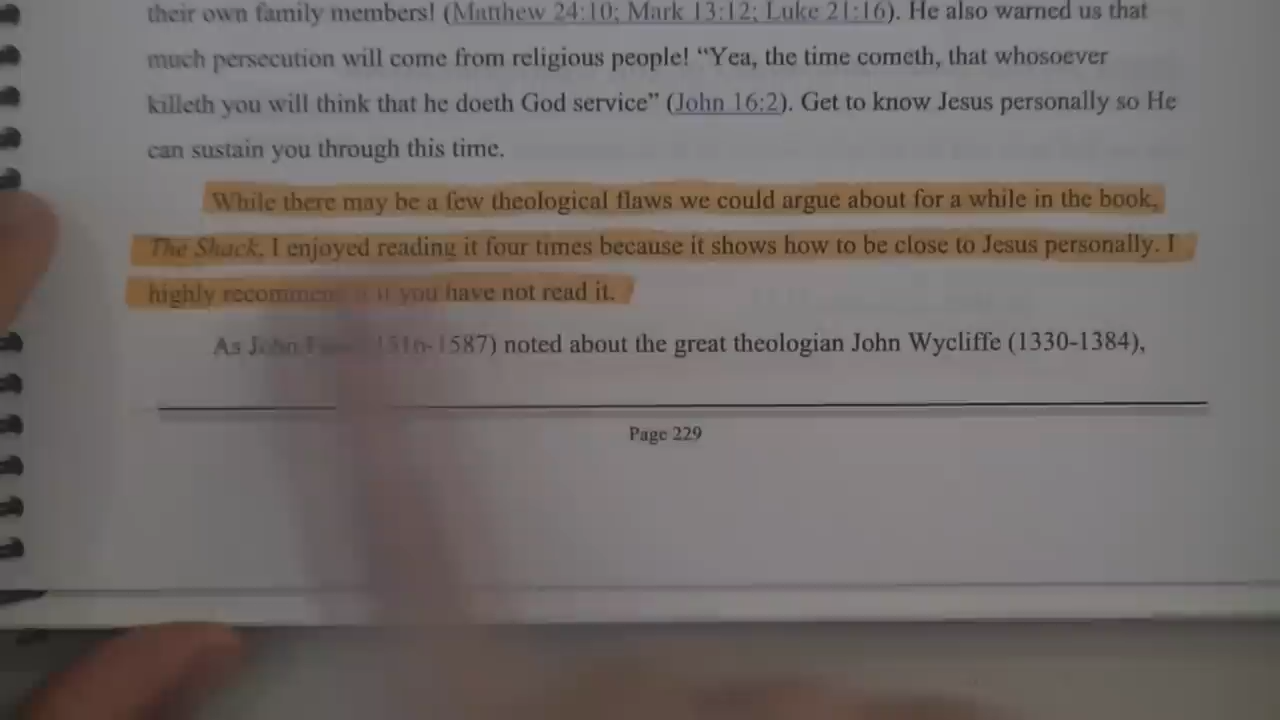 their own family members! (Matthew 24:10; Mark 13:12; Luke 21:16). He also warned us that
much persecution will come from religious people! “Yea, the time cometh, that whosoever
killeth you will think that he doeth God service” (John 16:2). Get to know Jesus personally so He
can sustain you through this time.
While there may be a few theological flaws we could argue about for a while in the book,
The Shack, I enjoyed reading it four times because it shows how to be close to Jesus personally. I
highly recommend it if you have not read it.
As John 1516-1587) noted about the great theologian John Wycliffe (1330-1384),
Page 229